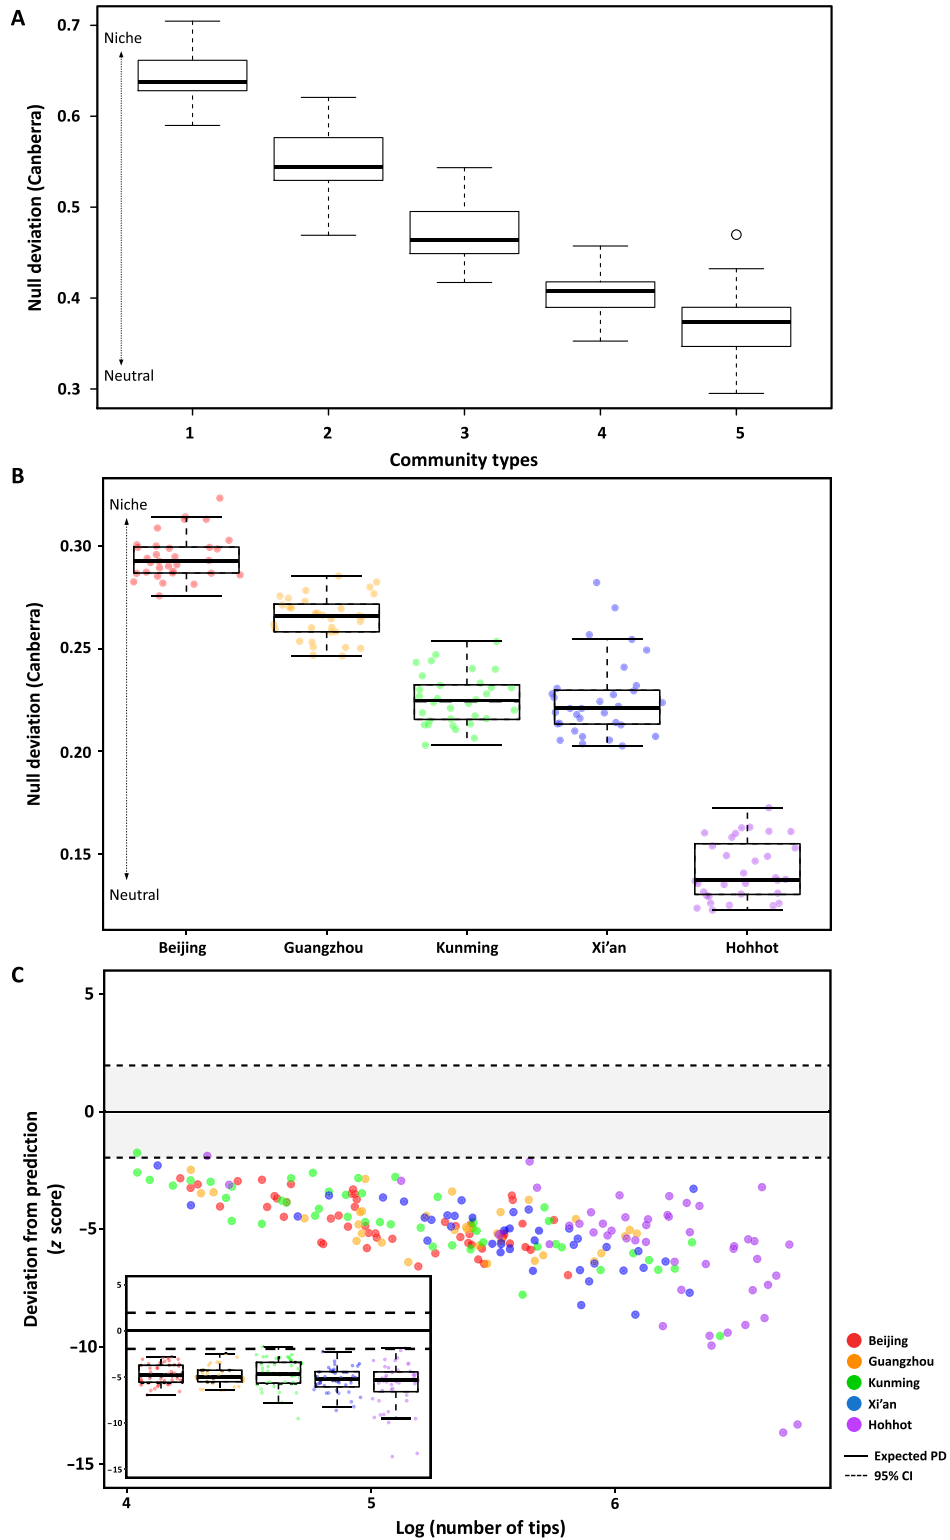 A
0.7
Niche
0.6
Null deviation (Canberra)
0.5
0.4
Neutral
0.3
1 2 3 4 5
Community types
B
Niche
0.30
0.25
Null deviation (Canberra)
0.20
0.15
Neutral
Beijing Guangzhou Kunming Xi’an Hohhot
C
5
0
Deviation from prediction
(z score)
−5
−10
−15
5
0
−5
−10
−15
4 5 6
Log (number of tips)
Beijing
Guangzhou
Kunming
Xi’an
Hohhot
Expected PD
95% CI